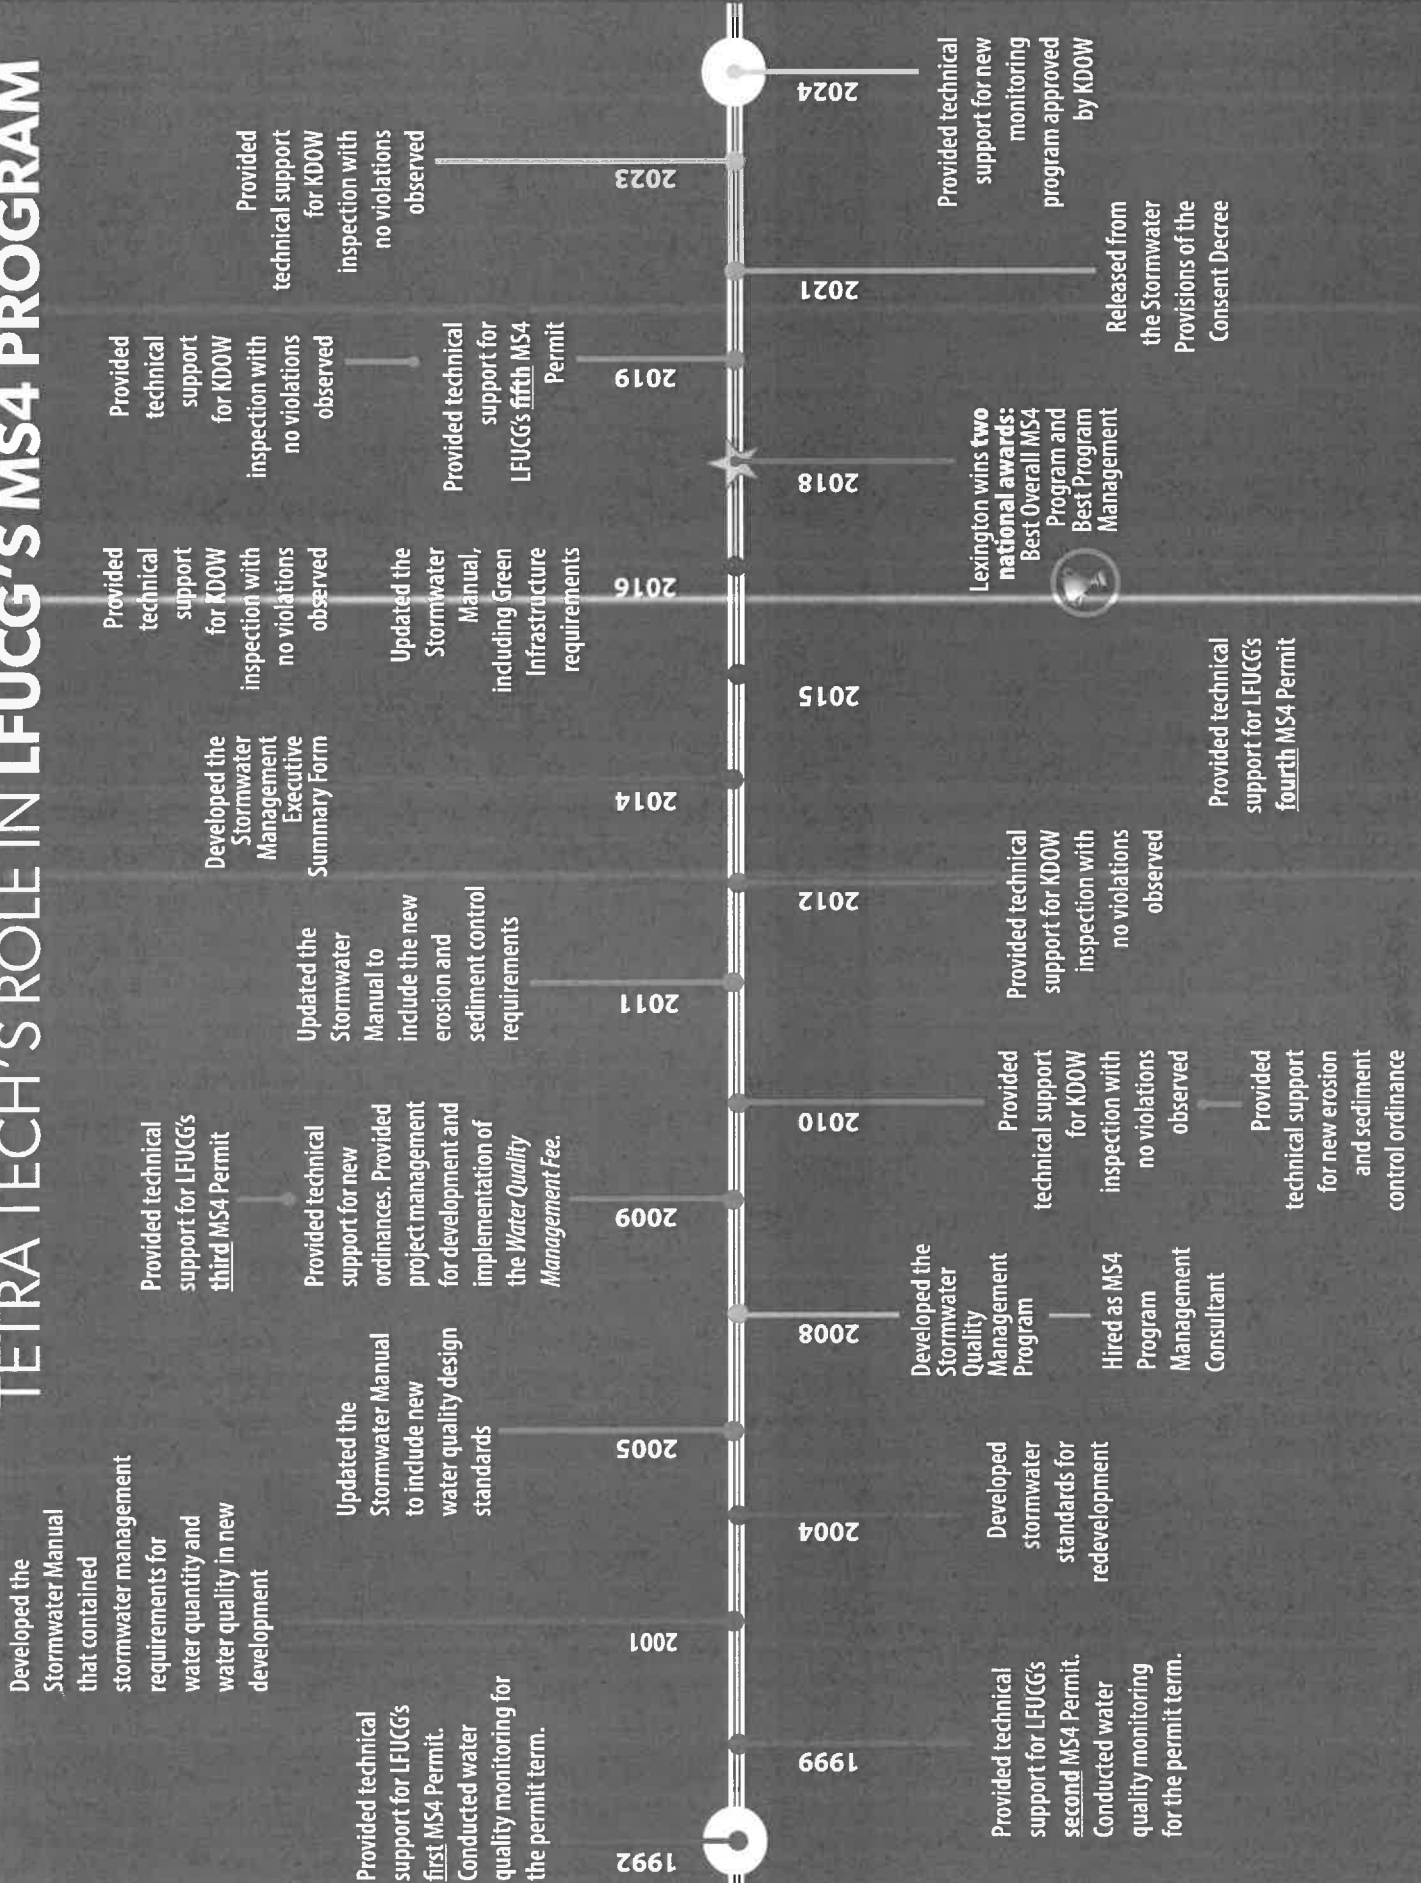 TETRA TECH'S ROLE IN LFUCG'S MS4 PROGRAM
1992
Provided technical
support for LFUCG's
first MS4 Permit.
Conducted water
quality monitoring for
the permit term.
1999
Provided technical
support for LFUCG's
second MS4 Permit.
Conducted water
quality monitoring
for the permit term.
2001
Developed the
Stormwater Manual
that contained
stormwater management
requirements for
water quantity and
water quality in new
development
2004
Developed
stormwater
standards for
redevelopment
2005
Updated the
Stormwater Manual
to include new
water quality design
standards
2008
Developed the
Stormwater
Quality
Management
Program
Hired as MS4
Program
Management
Consultant
2009
Provided technical
support for LFUCG's
third MS4 Permit
Provided technical
support for new
ordinances. Provided
project management
for development and
implementation of
the Water Quality
Management Fee.
2010
Provided
technical support
for KDOW
inspection with
no violations
observed
Provided
technical support
for new erosion
and sediment
control ordinance
2011
Updated the
Stormwater
Manual to
include the new
erosion and
sediment control
requirements
2012
Provided technical
support for KDOW
inspection with
no violations
observed
2014
Developed the
Stormwater
Management
Executive
Summary Form
2015
Provided technical
support for LFUCG's
fourth MS4 Permit
2016
Provided
technical
support
for KDOW
inspection with
no violations
observed
Updated the
Stormwater
Manual,
including Green
Infrastructure
requirements
2018
Lexington wins two
national awards:
Best Overall MS4
Program and
Best Program
Management
2019
Provided
technical
support
for KDOW
inspection with
no violations
observed
Provided technical
support for
LFUCG's fifth MS4
Permit
2021
Released from
the Stormwater
Provisions of the
Consent Decree
2023
Provided
technical support
for KDOW
inspection with
no violations
observed
2024
Provided technical
support for new
monitoring
program approved
by KDOW